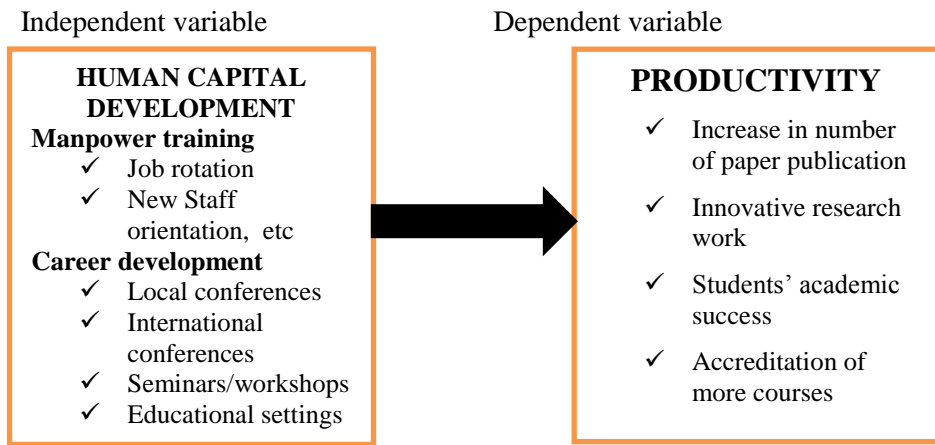 Independent variable
Dependent variable
HUMAN CAPITAL
DEVELOPMENT
Manpower training
✓ Job rotation
✓ New Staff
orientation, etc
Career development
✓ Local conferences
✓ International
conferences
✓ Seminars/workshops
✓ Educational settings
PRODUCTIVITY
✓ Increase in number
of paper publication
✓ Innovative research
work
✓ Students’ academic
success
✓ Accreditation of
more courses